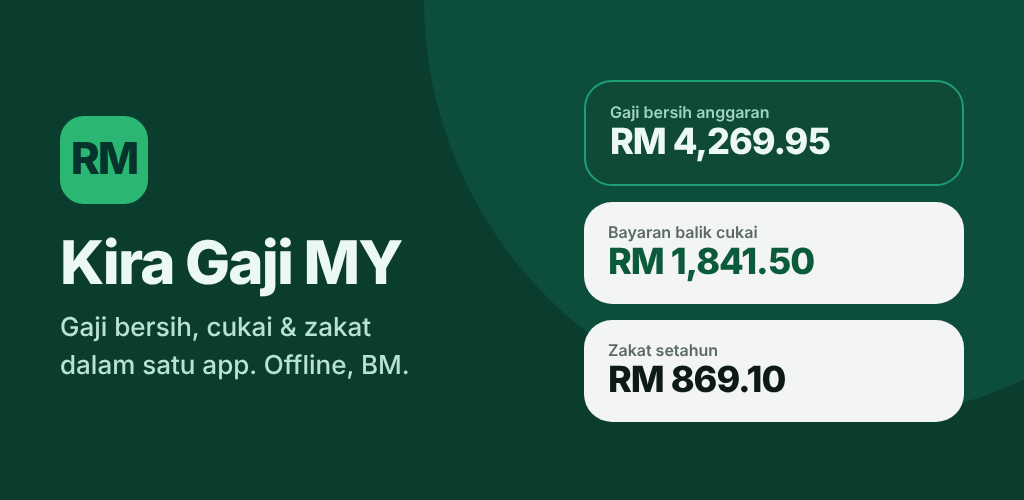 RM
Kira Gaji MY
Gaji bersih, cukai & zakat
dalam satu app. Offline, BM.
Gaji bersih anggaran
RM 4,269.95
Bayaran balik cukai
RM 1,841.50
Zakat setahun
RM 869.10